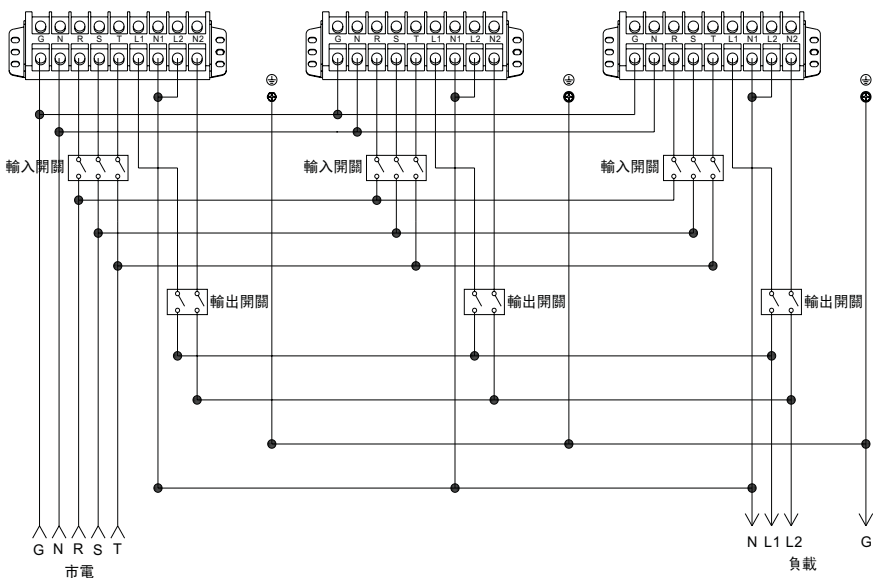 G N R S T L1 N1 L2 N2
G N R S T L1 N1 L2 N2
G N R S T L1 N1 L2 N2
輸入開關
輸入開關
輸入開關
輸出開關
輸出開關
輸出開關
G N R S T
N L1 L2
G
市電
負載